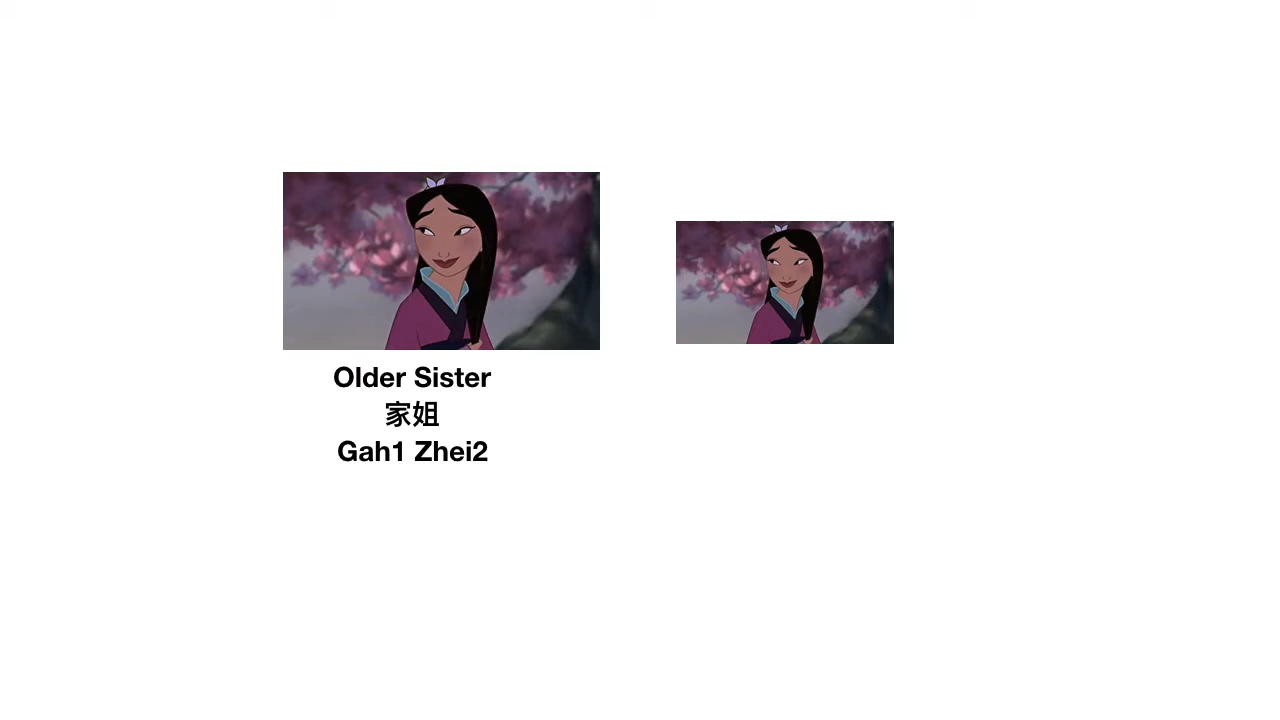 Older Sister
家姐
Gah1 Zhei2